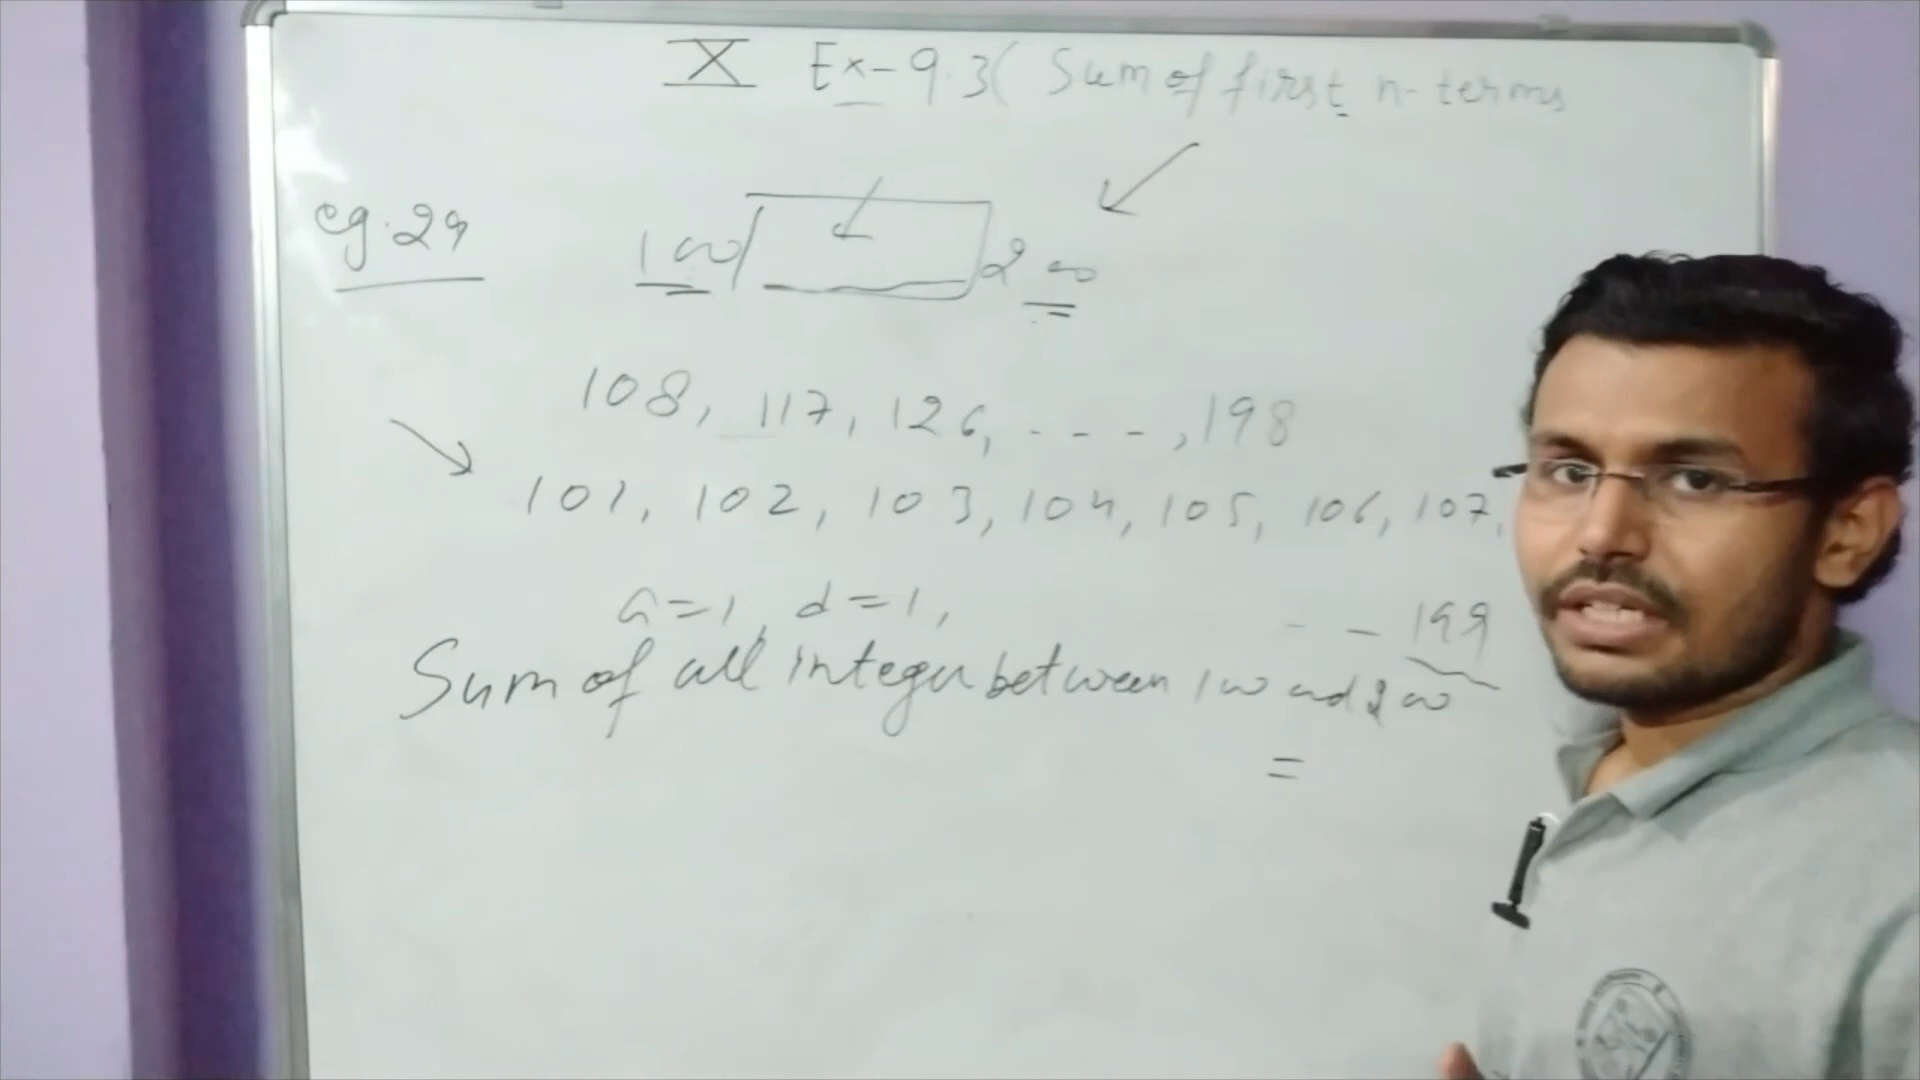 X Ex-9.3( Sum of first n-terms
eg.24
100 200
108, 117, 126, - - - , 198
101, 102, 103, 104, 105, 106, 107,
a=1, d=1, - - 199
Sum of all integer between 100 and 200
=